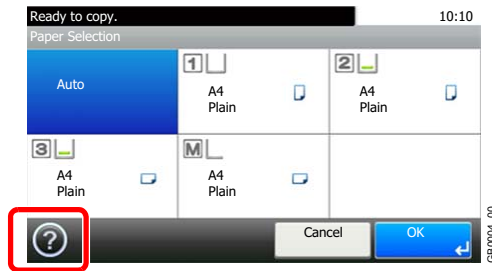 Ready to copy. 10:10
Paper Selection
Auto
1
A4
Plain
2
A4
Plain
3
A4
Plain
M
A4
Plain
?
Cancel
OK
GB0004_00